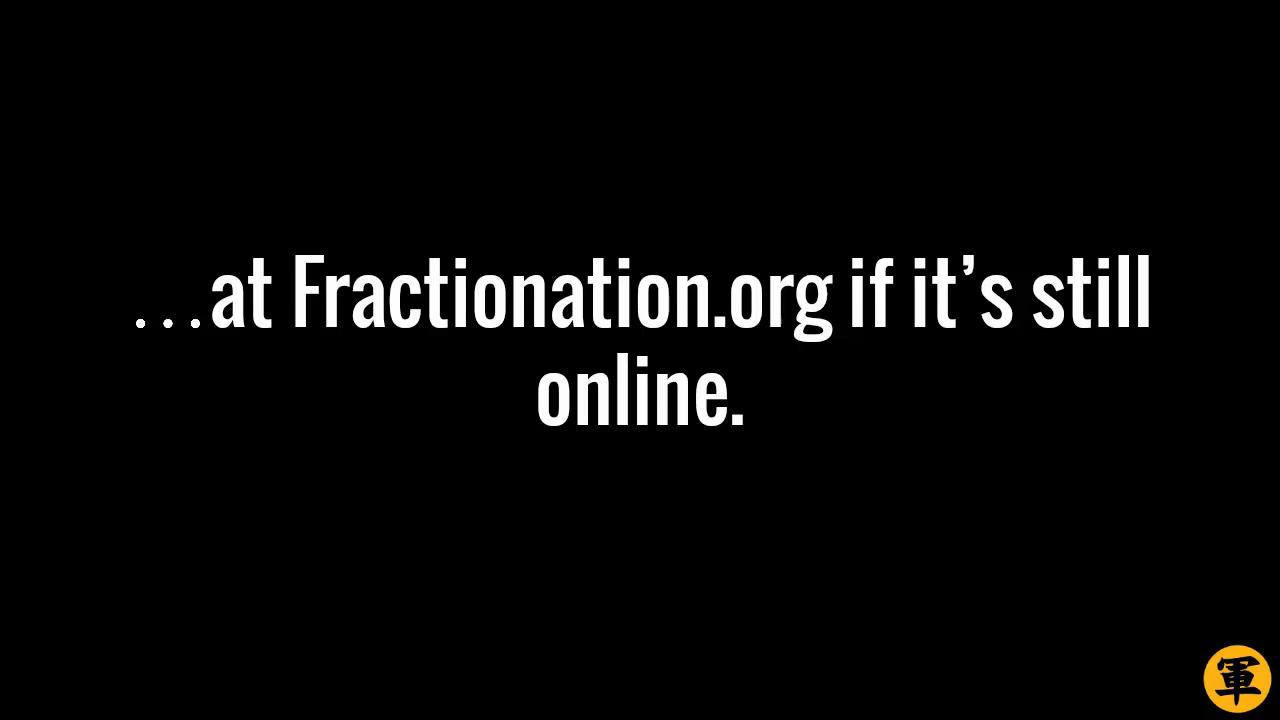 ...at Fractionation.org if it’s still
online.
軍